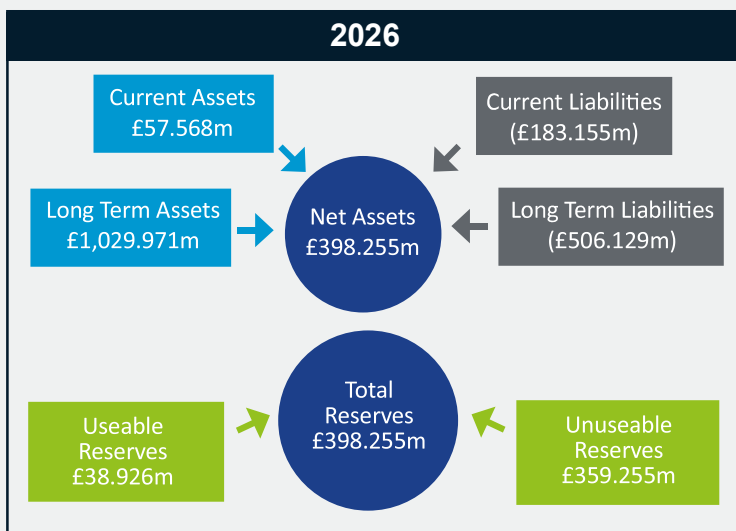 2026
Current Assets
£57.568m
Current Liabilities
(£183.155m)
Long Term Assets
£1,029.971m
Net Assets
£398.255m
Long Term Liabilities
(£506.129m)
Useable
Reserves
£38.926m
Total
Reserves
£398.255m
Unuseable
Reserves
£359.255m